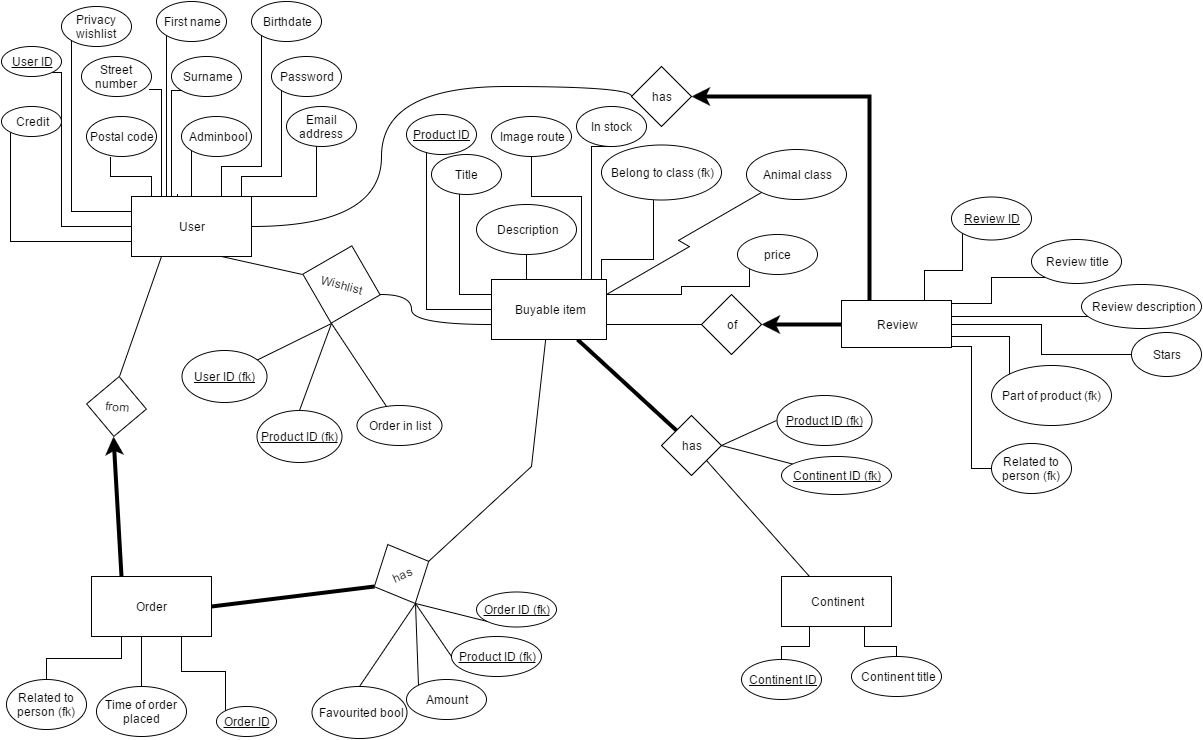 Privacy
wishlist
First name
Birthdate
User ID
Street
number
Surname
Password
Credit
Postal code
Adminbool
Email
address
User
has
Product ID
Image route
In stock
Title
Belong to class (fk)
Animal class
Description
price
Buyable item
Wishlist
of
Review
Review ID
Review title
Review description
Stars
Part of product (fk)
Related to
person (fk)
User ID (fk)
Product ID (fk)
Order in list
from
has
Product ID (fk)
Continent ID (fk)
Order
has
Order ID (fk)
Product ID (fk)
Amount
Favourited bool
Related to
person (fk)
Time of order
placed
Order ID
Continent
Continent ID
Continent title